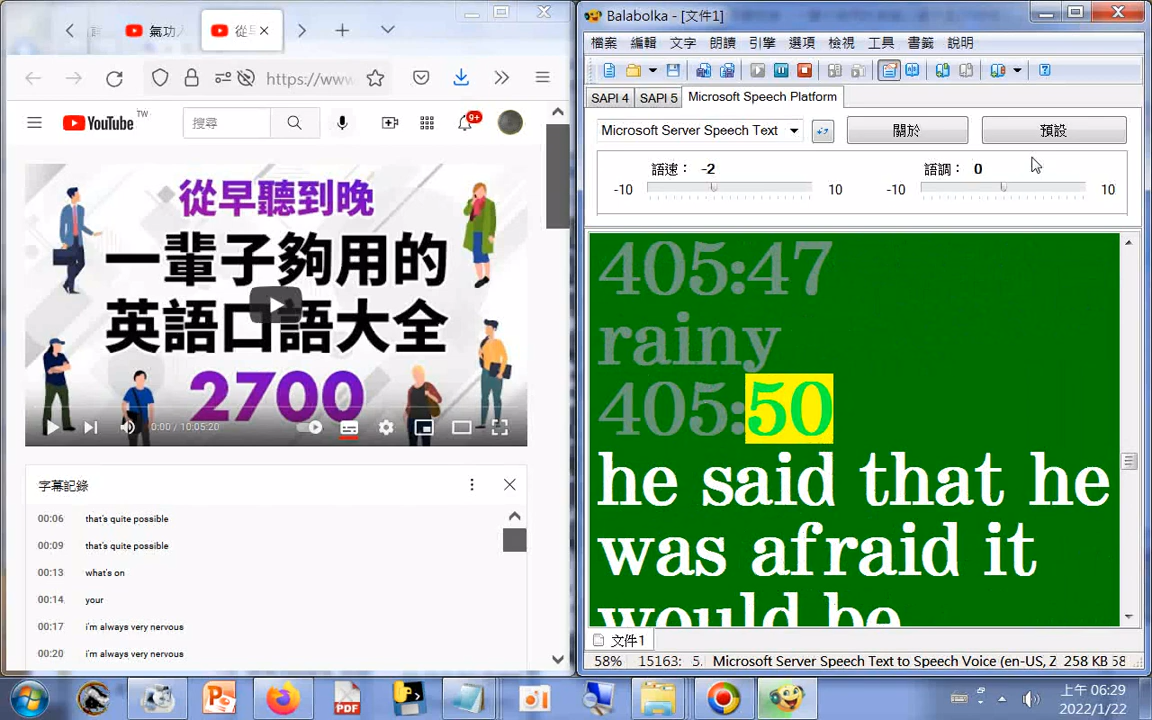 氣功
從
https://www
YouTube TW
搜尋
9+
從早聽到晚
一輩子夠用的
英語口語大全
2700
0:00 / 10:05:20
字幕記錄
00:06 that's quite possible
00:09 that's quite possible
00:13 what's on
00:14 your
00:17 i'm always very nervous
00:20 i'm always very nervous
Balabolka - [文件1]
檔案 編輯 文字 朗讀 引擎 選項 檢視 工具 書籤 說明
SAPI 4 SAPI 5 Microsoft Speech Platform
Microsoft Server Speech Text 關於 預設
語速： -2 語調： 0
-10 10 -10 10
405:47
rainy
405:50
he said that he
was afraid it
would be
文件1
58% 15163: 5. Microsoft Server Speech Text to Speech Voice (en-US, Z 258 KB 58
PDF
上午 06:29
2022/1/22